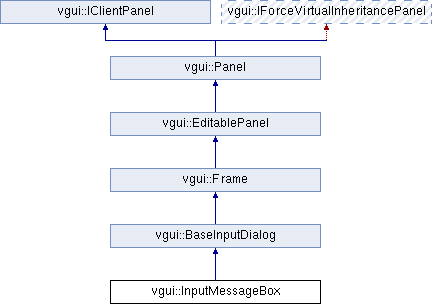 vgui::IClientPanel
vgui::IForceVirtualInheritancePanel
vgui::Panel
vgui::EditablePanel
vgui::Frame
vgui::BaseInputDialog
vgui::InputMessageBox